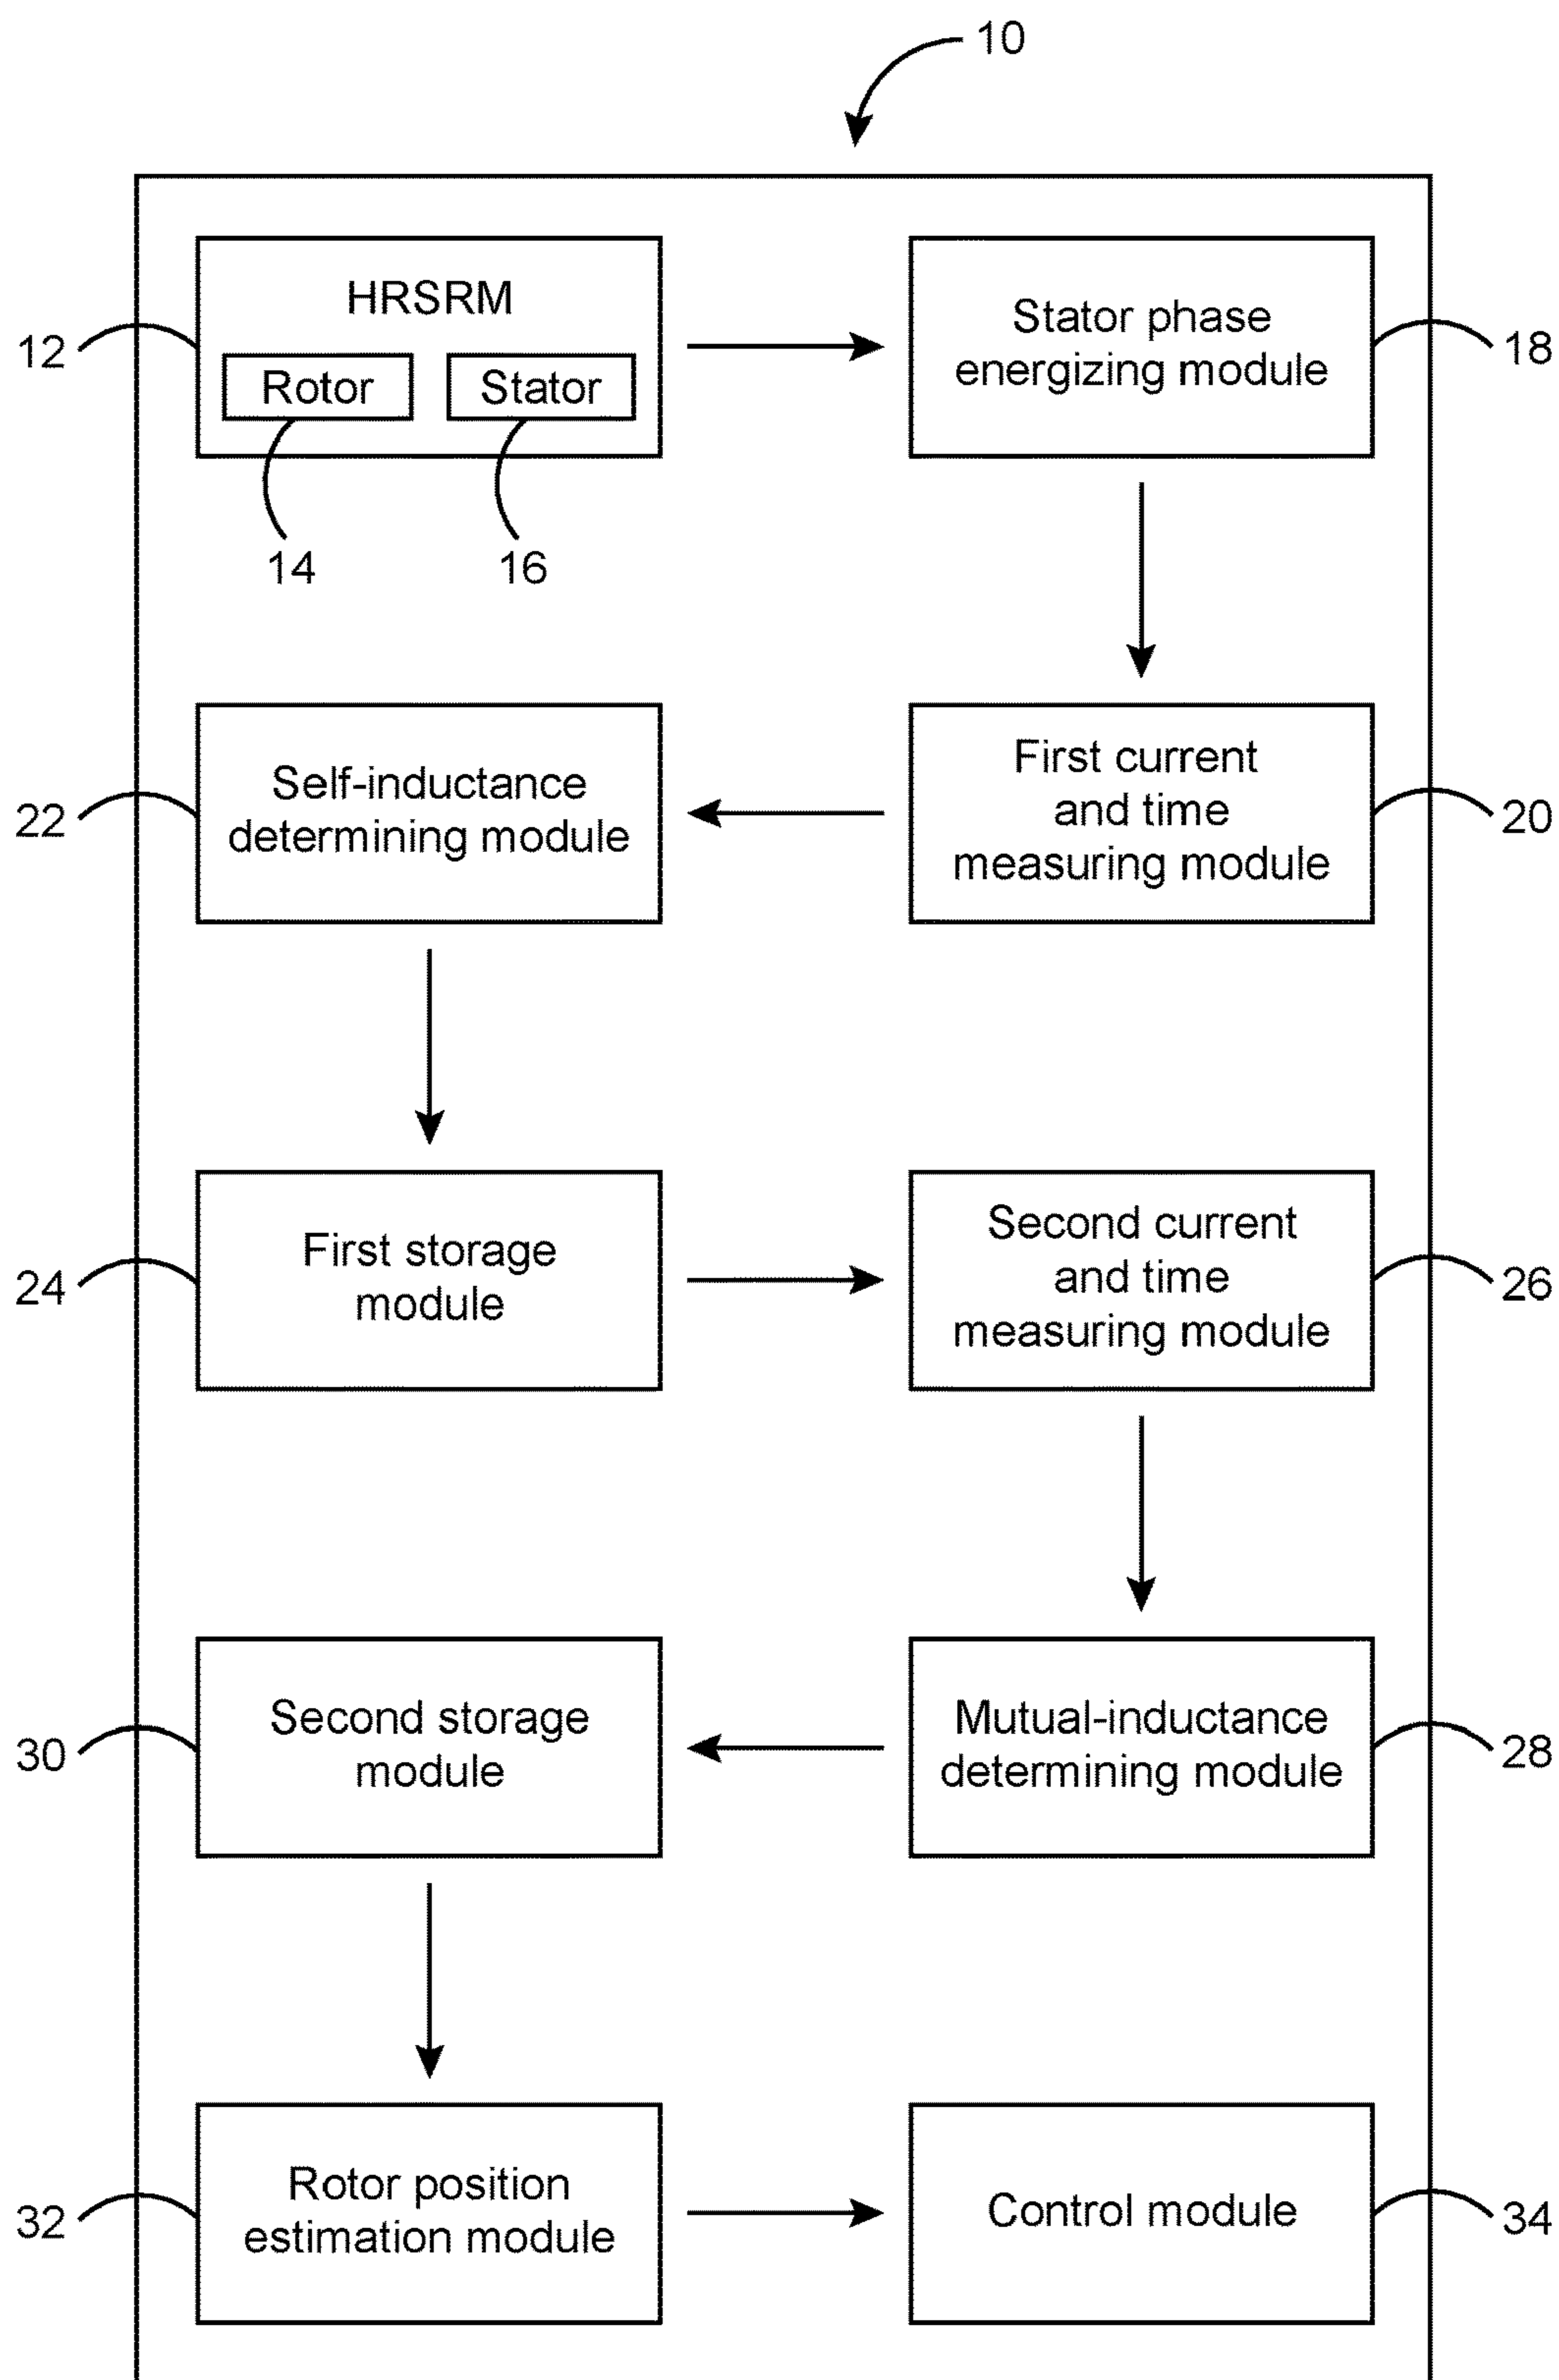 10
HRSRM
Rotor
Stator
12
14
16
Stator phase
energizing module
18
Self-inductance
determining module
22
First current
and time
measuring module
20
First storage
module
24
Second current
and time
measuring module
26
Second storage
module
30
Mutual-inductance
determining module
28
Rotor position
estimation module
32
Control module
34